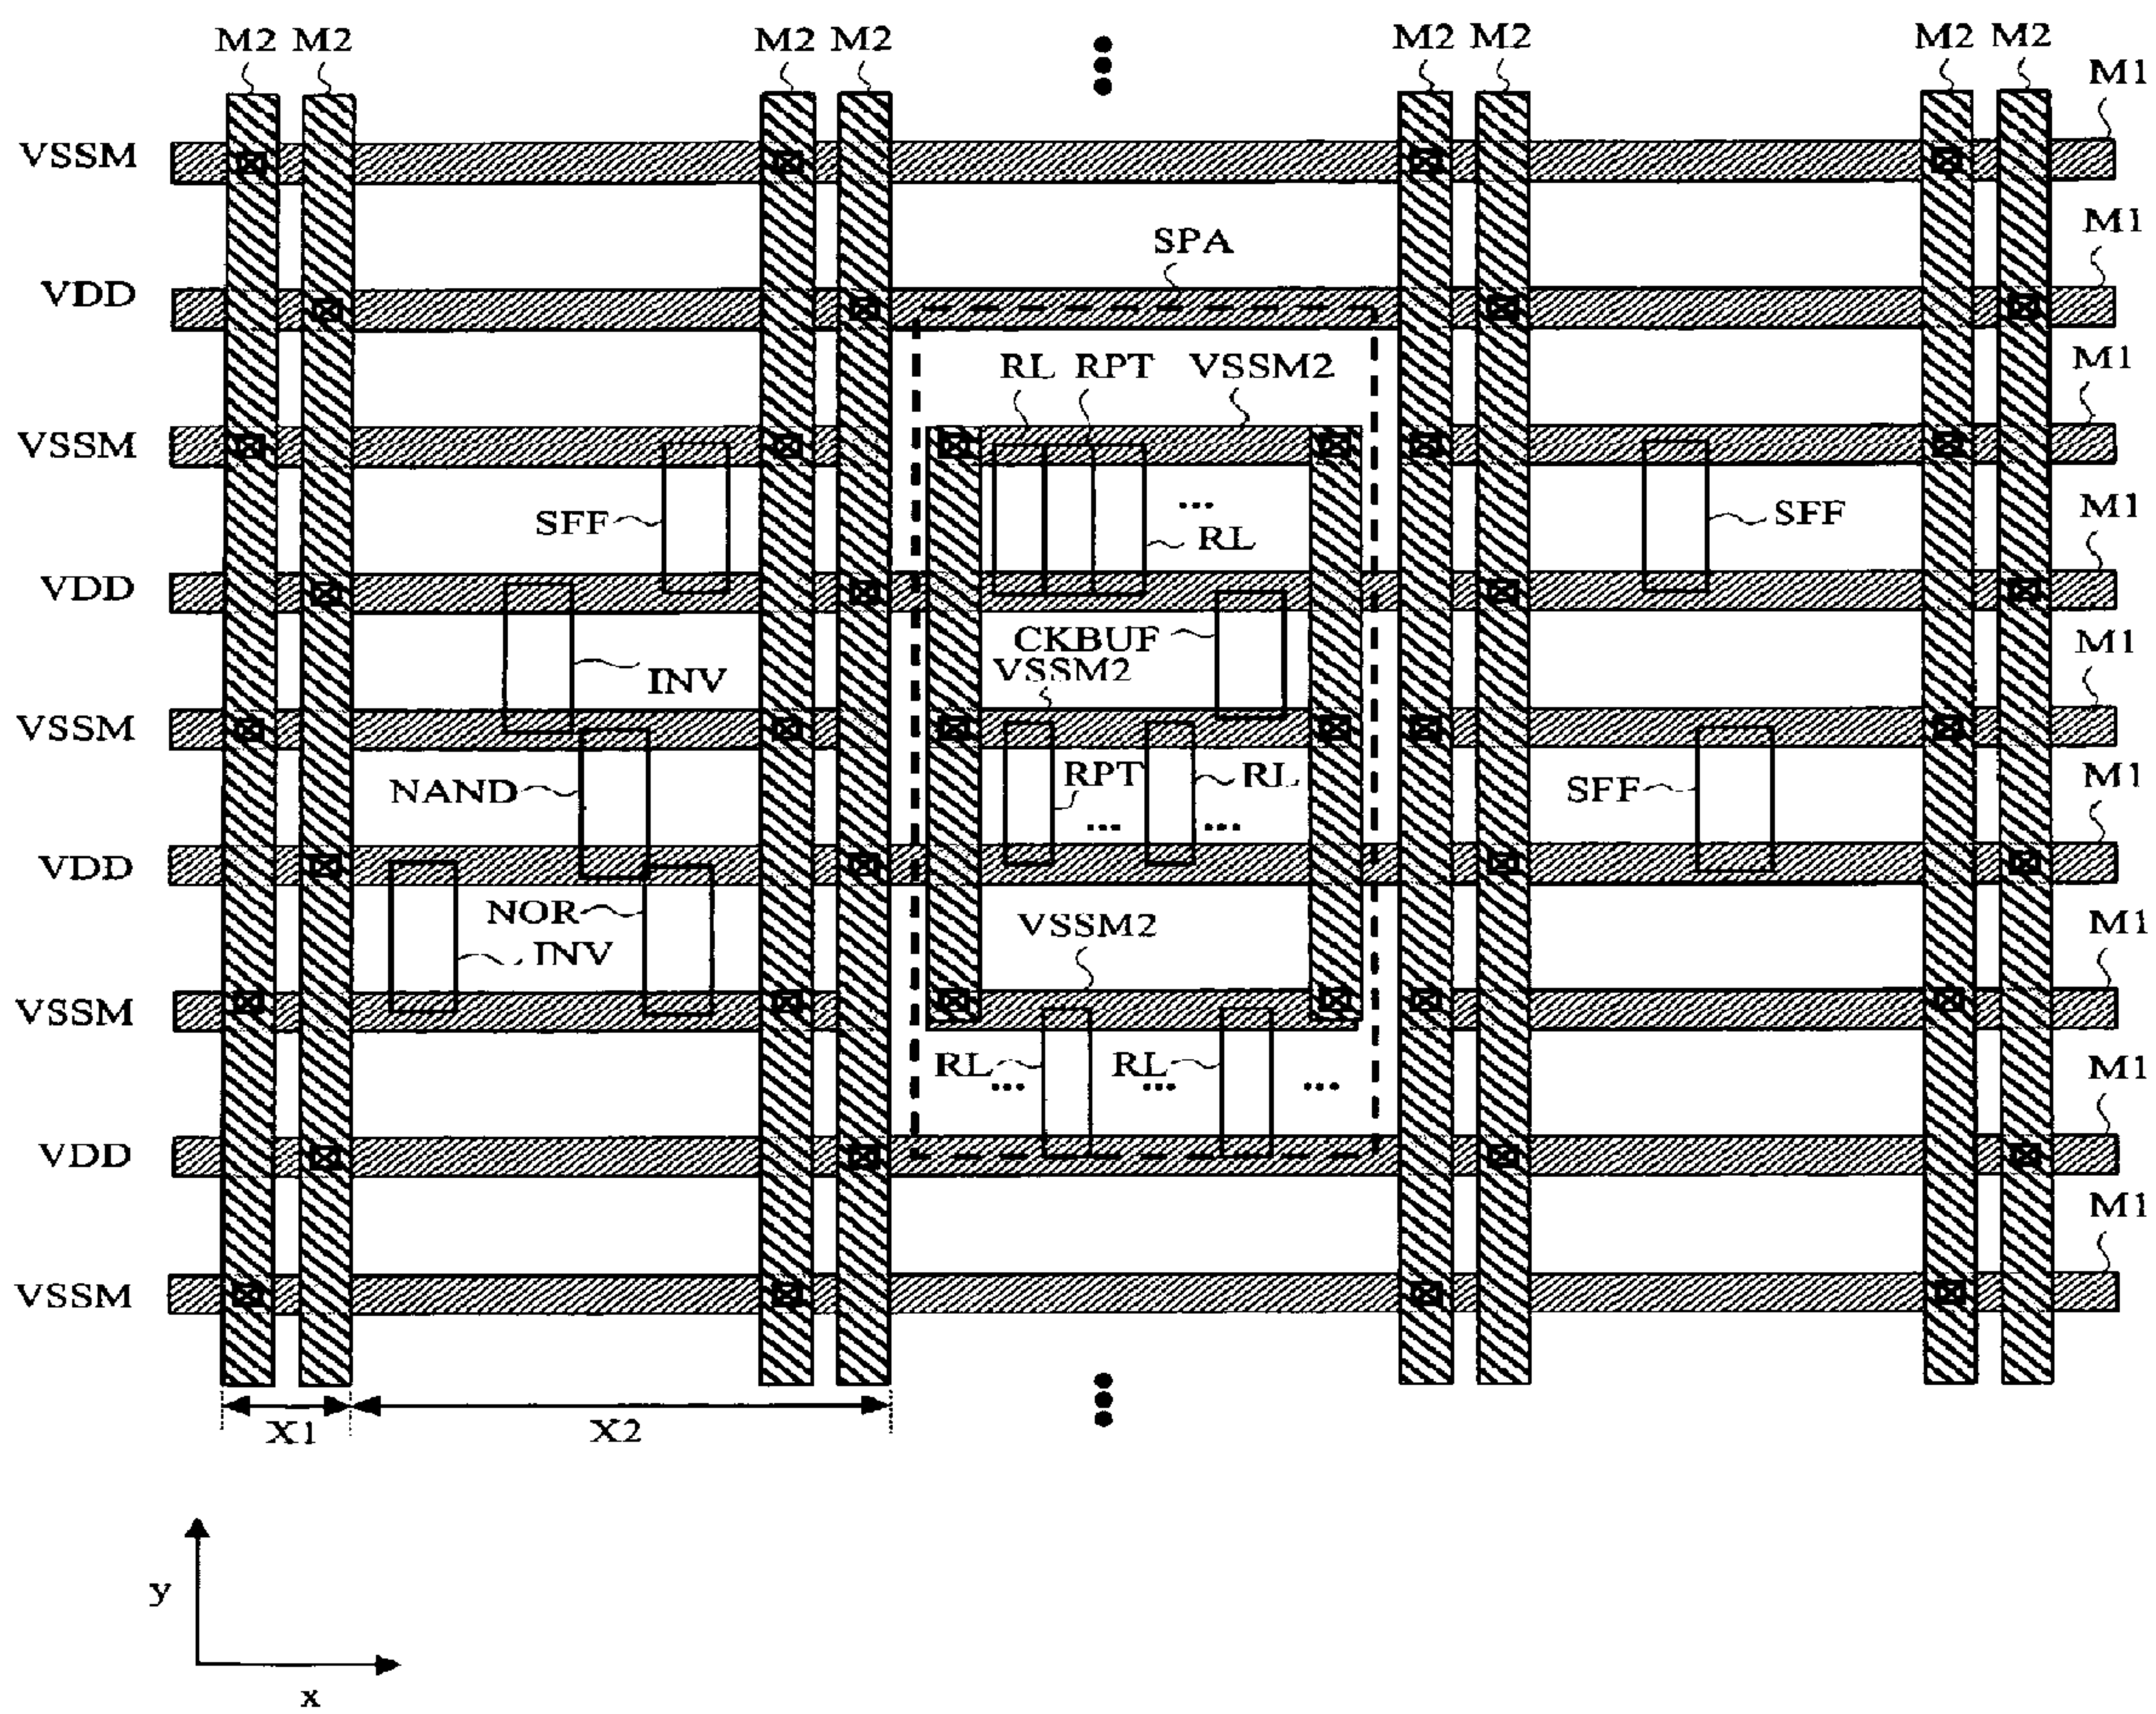 M2 M2 M2 M2 M2 M2 M2 M2
M1
VSSM
M1
SPA
VDD
M1
RL RPT VSSM2
VSSM
M1
SFF RL SFF
VDD
M1
CKBUF
INV VSSM2
VSSM
M1
NAND RPT RL SFF
VDD
M1
NOR VSSM2
INV
VSSM
M1
RL RL
VDD
M1
VSSM
X1 X2
y
x